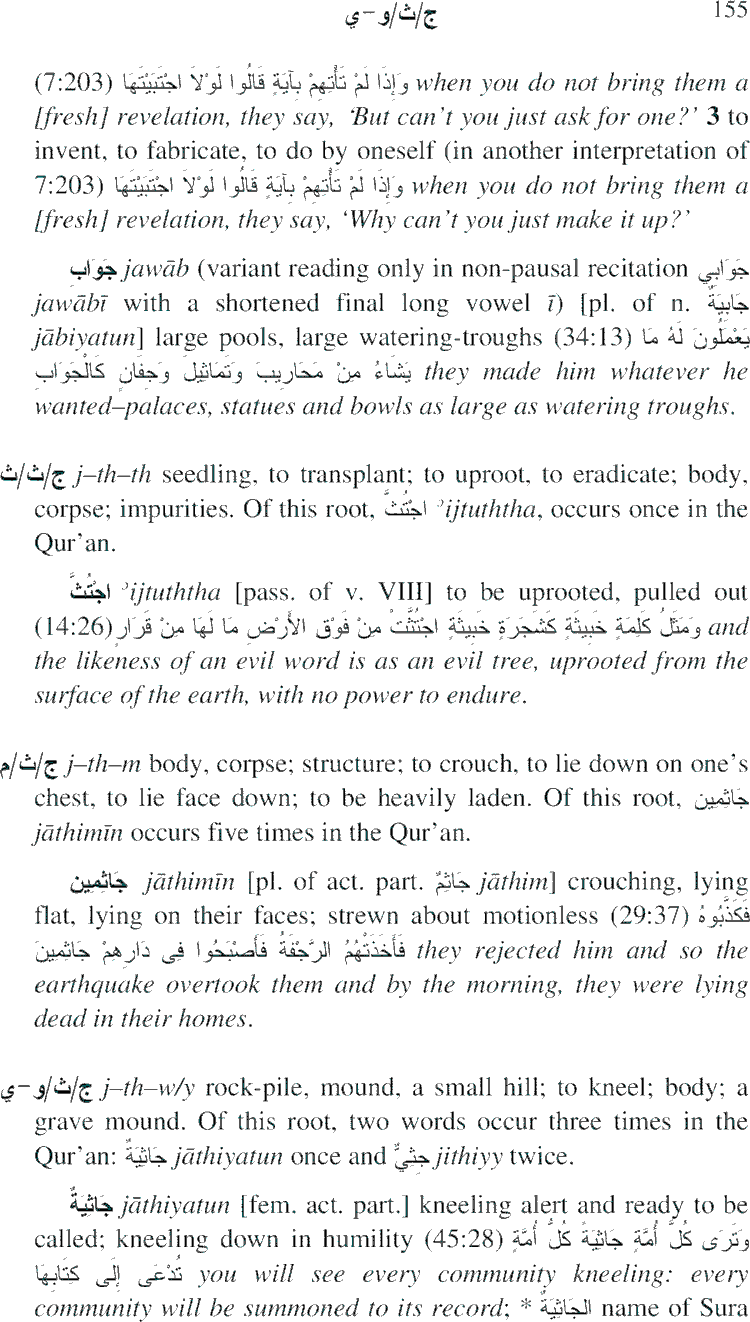 ج/ث/و-ي 155
(7:203) وَإِذَا لَمْ تَأْتِهِمْ بِآيَةٍ قَالُوا لَوْلاَ اجْتَبَيْتَهَا when you do not bring them a
[fresh] revelation, they say, ‘But can’t you just ask for one?’ 3 to
invent, to fabricate, to do by oneself (in another interpretation of
7:203) وَإِذَا لَمْ تَأْتِهِمْ بِآيَةٍ قَالُوا لَوْلاَ اجْتَبَيْتَهَا when you do not bring them a
[fresh] revelation, they say, ‘Why can’t you just make it up?’
جَوَابِ jawāb (variant reading only in non-pausal recitation جَوَابِي
jawābī with a shortened final long vowel ī) [pl. of n. جَابِيَةٌ
jābiyatun] large pools, large watering-troughs (34:13) يَعْمَلُونَ لَهُ مَا
يَشَاءُ مِنْ مَحَارِيبَ وَتَمَاثِيلَ وَجِفَانٍ كَالْجَوَابِ they made him whatever he
wanted–palaces, statues and bowls as large as watering troughs.
ج/ث/ث j–th–th seedling, to transplant; to uproot, to eradicate; body,
corpse; impurities. Of this root, اجْتُثَّ ʾijtuththa, occurs once in the
Qur’an.
اجْتُثَّ ʾijtuththa [pass. of v. VIII] to be uprooted, pulled out
(14:26) وَمَثَلُ كَلِمَةٍ خَبِيثَةٍ كَشَجَرَةٍ خَبِيثَةٍ اجْتُثَّتْ مِنْ فَوْقِ الأَرْضِ مَا لَهَا مِنْ قَرَارٍ and
the likeness of an evil word is as an evil tree, uprooted from the
surface of the earth, with no power to endure.
ج/ث/م j–th–m body, corpse; structure; to crouch, to lie down on one’s
chest, to lie face down; to be heavily laden. Of this root, جَاثِمِين
jāthimīn occurs five times in the Qur’an.
جَاثِمِين jāthimīn [pl. of act. part. جَاثِمٌ jāthim] crouching, lying
flat, lying on their faces; strewn about motionless (29:37) فَكَذَّبُوهُ
فَأَخَذَتْهُمُ الرَّجْفَةُ فَأَصْبَحُوا فِى دَارِهِمْ جَاثِمِينَ they rejected him and so the
earthquake overtook them and by the morning, they were lying
dead in their homes.
ج/ث/و-ي j–th–w/y rock-pile, mound, a small hill; to kneel; body; a
grave mound. Of this root, two words occur three times in the
Qur’an: جَاثِيَةٌ jāthiyatun once and جِثِيٌّ jithiyy twice.
جَاثِيَةٌ jāthiyatun [fem. act. part.] kneeling alert and ready to be
called; kneeling down in humility (45:28) وَتَرَى كُلَّ أُمَّةٍ جَاثِيَةً كُلُّ أُمَّةٍ
تُدْعَى إِلَى كِتَابِهَا you will see every community kneeling: every
community will be summoned to its record; * الجَاثِيَةُ name of Sura